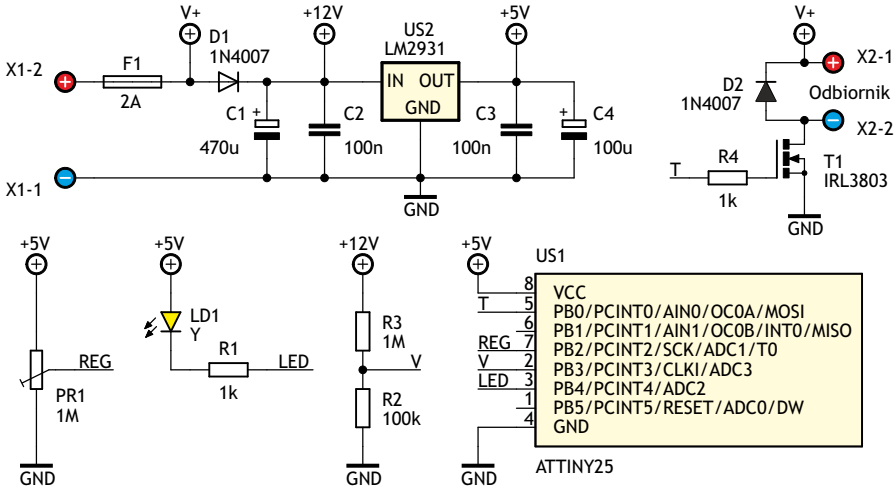 V+
D1
1N4007
+12V
US2
LM2931
+5V
V+
X1-2
F1
2A
IN OUT
GND
X2-1
D2
1N4007
Odbiornik
X2-2
C1
+
470u
C2
100n
C3
100n
+
C4
100u
X1-1
GND
T
R4
1k
T1
IRL3803
GND
+5V
REG
PR1
1M
GND
+5V
LD1
Y
R1
1k
LED
+12V
R3
1M
V
R2
100k
GND
+5V
US1
8 VCC
T 5 PB0/PCINT0/AIN0/OC0A/MOSI
6 PB1/PCINT1/AIN1/OC0B/INT0/MISO
REG 7 PB2/PCINT2/SCK/ADC1/T0
V 2 PB3/PCINT3/CLKI/ADC3
LED 3 PB4/PCINT4/ADC2
1 PB5/PCINT5/RESET/ADC0/DW
4 GND
GND
ATTINY25